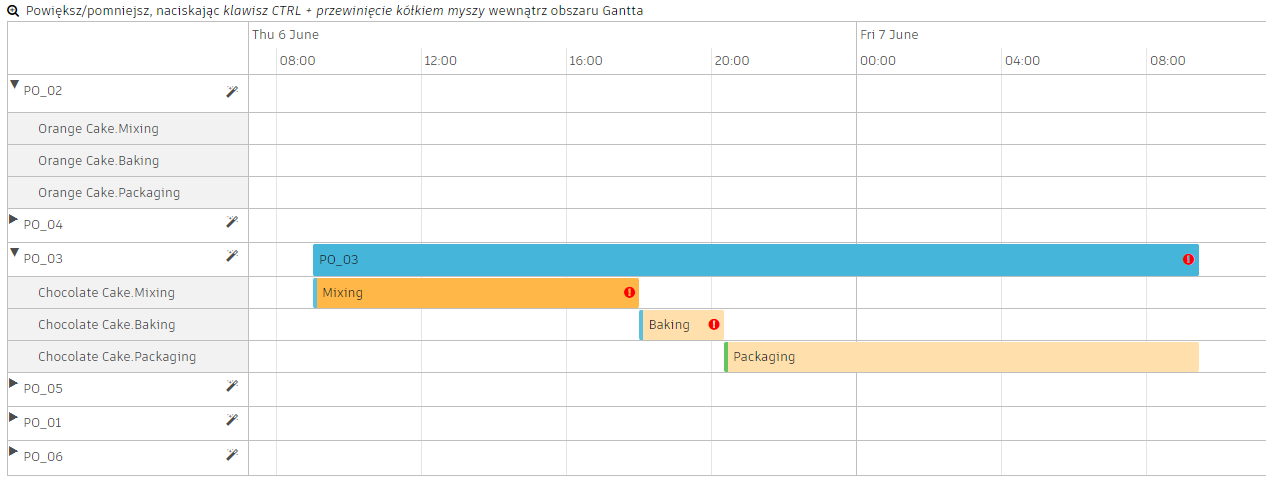 Powiększ/pomniejsz, naciskając klawisz CTRL + przewinięcie kółkiem myszy wewnątrz obszaru Gantta
Thu 6 June Fri 7 June
08:00 12:00 16:00 20:00 00:00 04:00 08:00
PO_02
Orange Cake.Mixing
Orange Cake.Baking
Orange Cake.Packaging
PO_04
PO_03 PO_03
Chocolate Cake.Mixing Mixing
Chocolate Cake.Baking Baking
Chocolate Cake.Packaging Packaging
PO_05
PO_01
PO_06